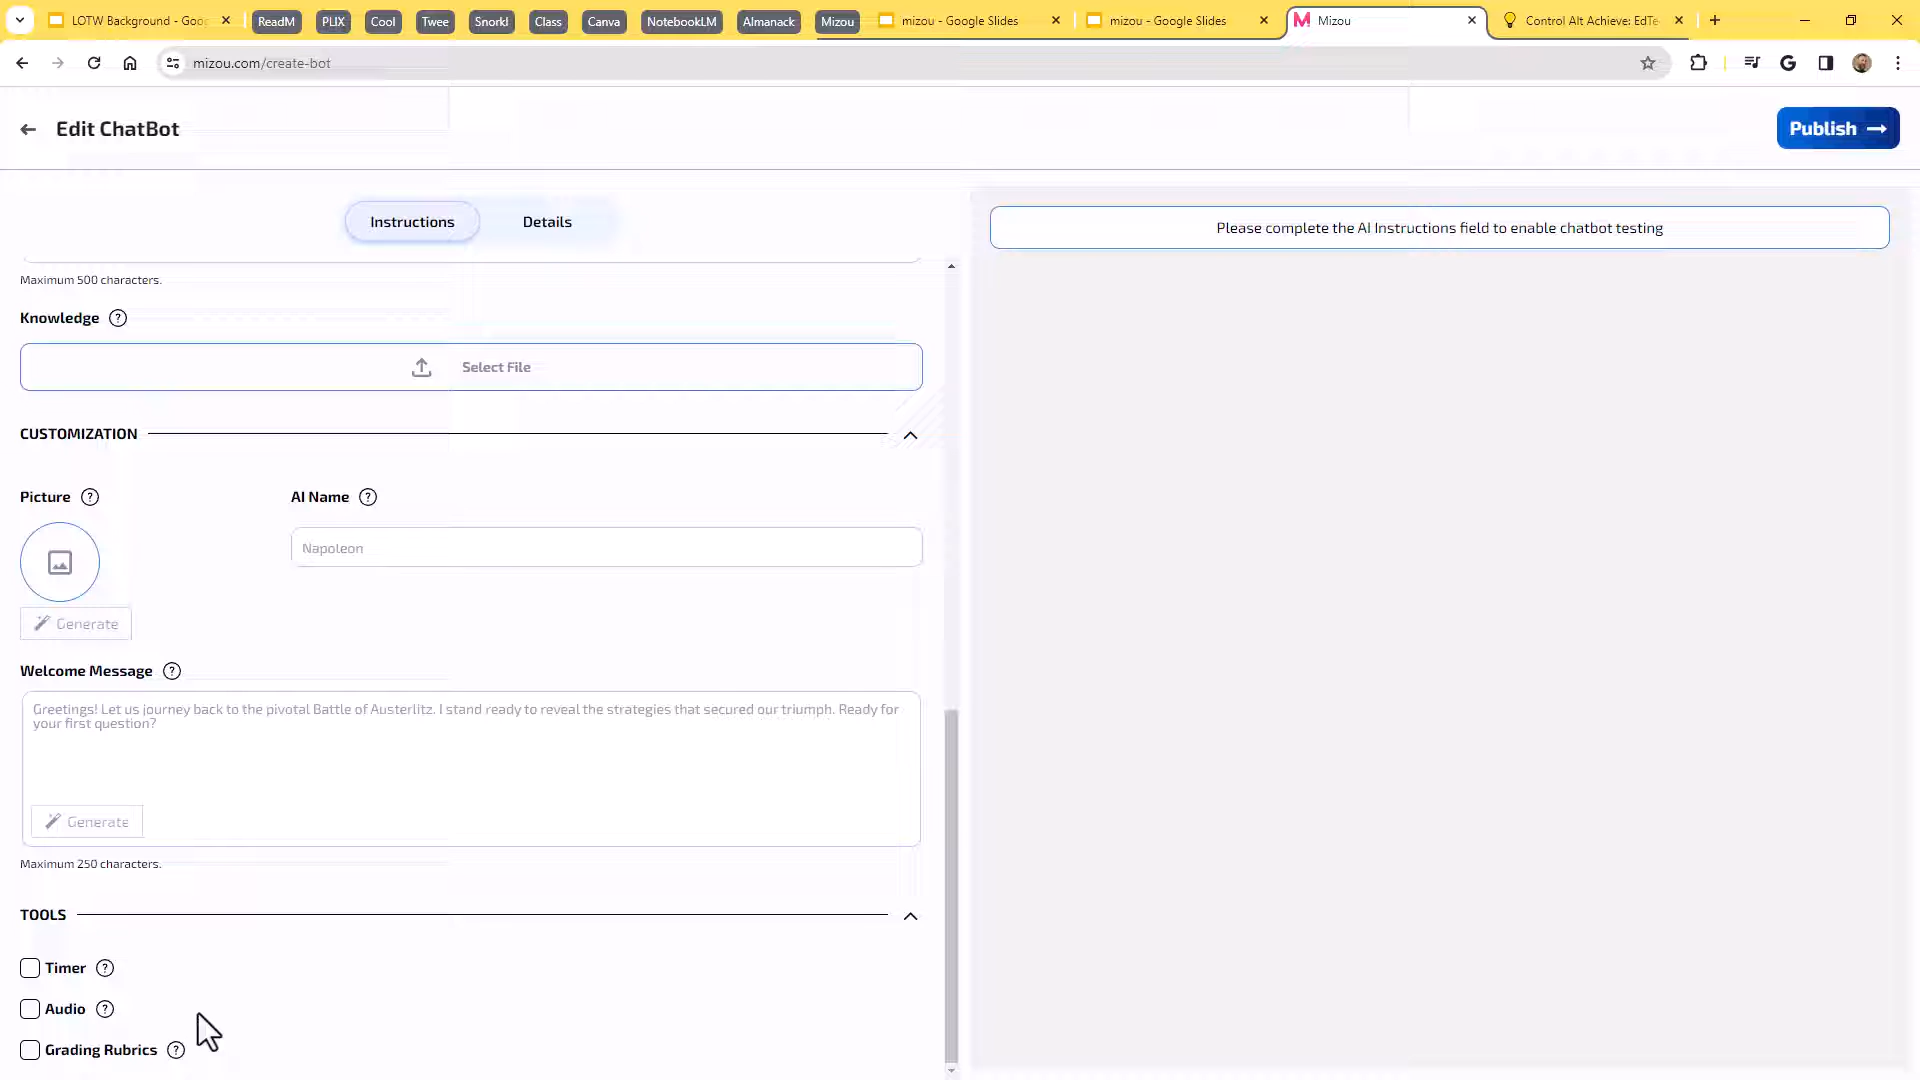 LOTW Background - Goo
ReadM
PLIX
Cool
Twee
Snorkl
Class
Canva
NotebookLM
Almanack
Mizou
mizou - Google Slides
mizou - Google Slides
Mizou
Control Alt Achieve: EdTe
mizou.com/create-bot
Edit ChatBot
Publish
Instructions
Details
Please complete the AI Instructions field to enable chatbot testing
Maximum 500 characters.
Knowledge
Select File
CUSTOMIZATION
Picture
AI Name
Napoleon
Generate
Welcome Message
Greetings! Let us journey back to the pivotal Battle of Austerlitz. I stand ready to reveal the strategies that secured our triumph. Ready for
your first question?
Generate
Maximum 250 characters.
TOOLS
Timer
Audio
Grading Rubrics